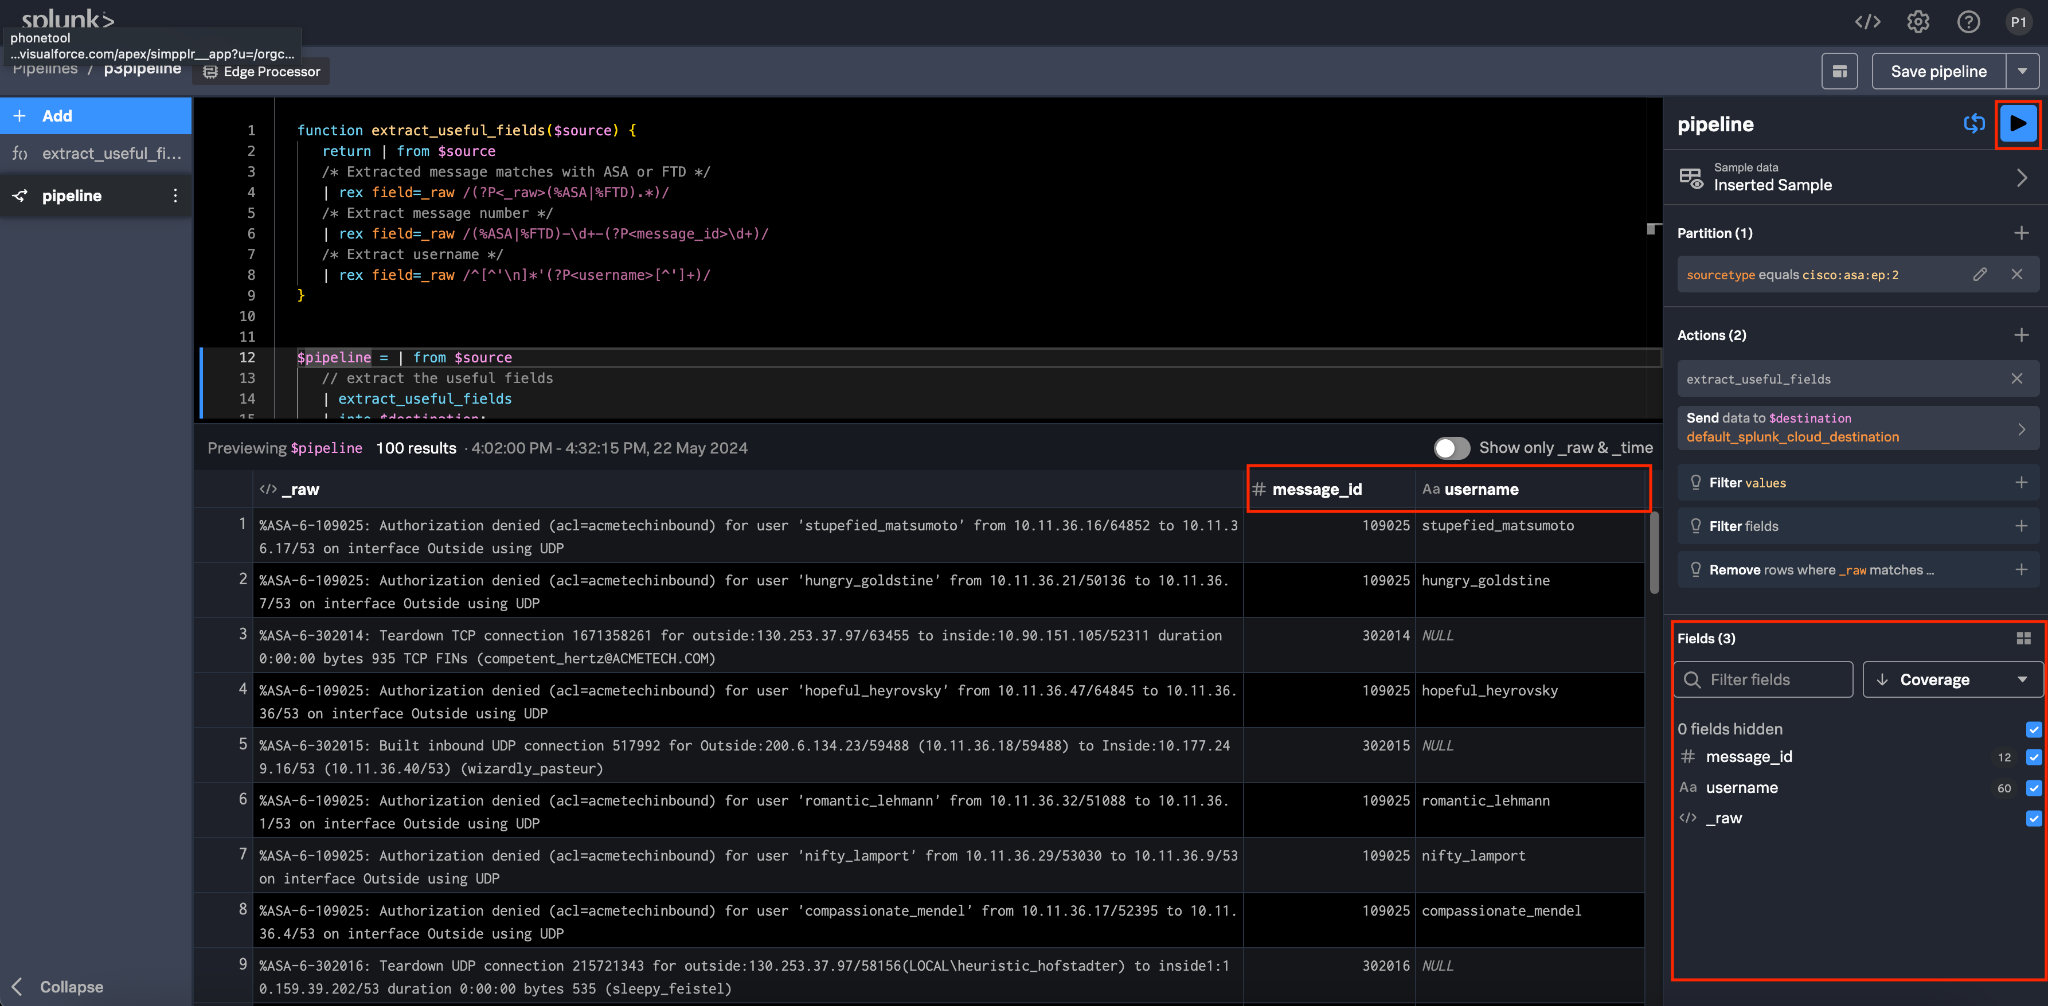 splunk>
P1
phonetool
...visualforce.com/apex/simpplr__app?u=/orgc...
Pipelines / p3pipeline
Edge Processor
Save pipeline
+ Add
extract_useful_fi...
pipeline
1 function extract_useful_fields($source) {
2 return | from $source
3 /* Extracted message matches with ASA or FTD */
4 | rex field=_raw /(?P<_raw>(%ASA|%FTD).*)/
5 /* Extract message number */
6 | rex field=_raw /(%ASA|%FTD)-\d+-(?P<message_id>\d+)/
7 /* Extract username */
8 | rex field=_raw /^[^'\n]*'(?P<username>[^']+)/
9 }
10
11
12 $pipeline = | from $source
13 // extract the useful fields
14 | extract_useful_fields
15 | into $destination;
Previewing $pipeline 100 results · 4:02:00 PM - 4:32:15 PM, 22 May 2024
Show only _raw & _time
</> _raw # message_id Aa username
1 %ASA-6-109025: Authorization denied (acl=acmetechinbound) for user 'stupefied_matsumoto' from 10.11.36.16/64852 to 10.11.3 109025 stupefied_matsumoto
6.17/53 on interface Outside using UDP
2 %ASA-6-109025: Authorization denied (acl=acmetechinbound) for user 'hungry_goldstine' from 10.11.36.21/50136 to 10.11.36. 109025 hungry_goldstine
7/53 on interface Outside using UDP
3 %ASA-6-302014: Teardown TCP connection 1671358261 for outside:130.253.37.97/63455 to inside:10.90.151.105/52311 duration 302014 NULL
0:00:00 bytes 935 TCP FINs (competent_hertz@ACMETECH.COM)
4 %ASA-6-109025: Authorization denied (acl=acmetechinbound) for user 'hopeful_heyrovsky' from 10.11.36.47/64845 to 10.11.36. 109025 hopeful_heyrovsky
36/53 on interface Outside using UDP
5 %ASA-6-302015: Built inbound UDP connection 517992 for Outside:200.6.134.23/59488 (10.11.36.18/59488) to Inside:10.177.24 302015 NULL
9.16/53 (10.11.36.40/53) (wizardly_pasteur)
6 %ASA-6-109025: Authorization denied (acl=acmetechinbound) for user 'romantic_lehmann' from 10.11.36.32/51088 to 10.11.36. 109025 romantic_lehmann
1/53 on interface Outside using UDP
7 %ASA-6-109025: Authorization denied (acl=acmetechinbound) for user 'nifty_lamport' from 10.11.36.29/53030 to 10.11.36.9/53 109025 nifty_lamport
on interface Outside using UDP
8 %ASA-6-109025: Authorization denied (acl=acmetechinbound) for user 'compassionate_mendel' from 10.11.36.17/52395 to 10.11. 109025 compassionate_mendel
36.4/53 on interface Outside using UDP
9 %ASA-6-302016: Teardown UDP connection 215721343 for outside:130.253.37.97/58156(LOCAL\heuristic_hofstadter) to inside1:1 302016 NULL
0.159.39.202/53 duration 0:00:00 bytes 535 (sleepy_feistel)
Collapse
pipeline
Sample data
Inserted Sample
Partition (1)
sourcetype equals cisco:asa:ep:2
Actions (2)
extract_useful_fields
Send data to $destination
default_splunk_cloud_destination
Filter values
Filter fields
Remove rows where _raw matches ...
Fields (3)
Filter fields
Coverage
0 fields hidden
# message_id 12
Aa username 60
</> _raw